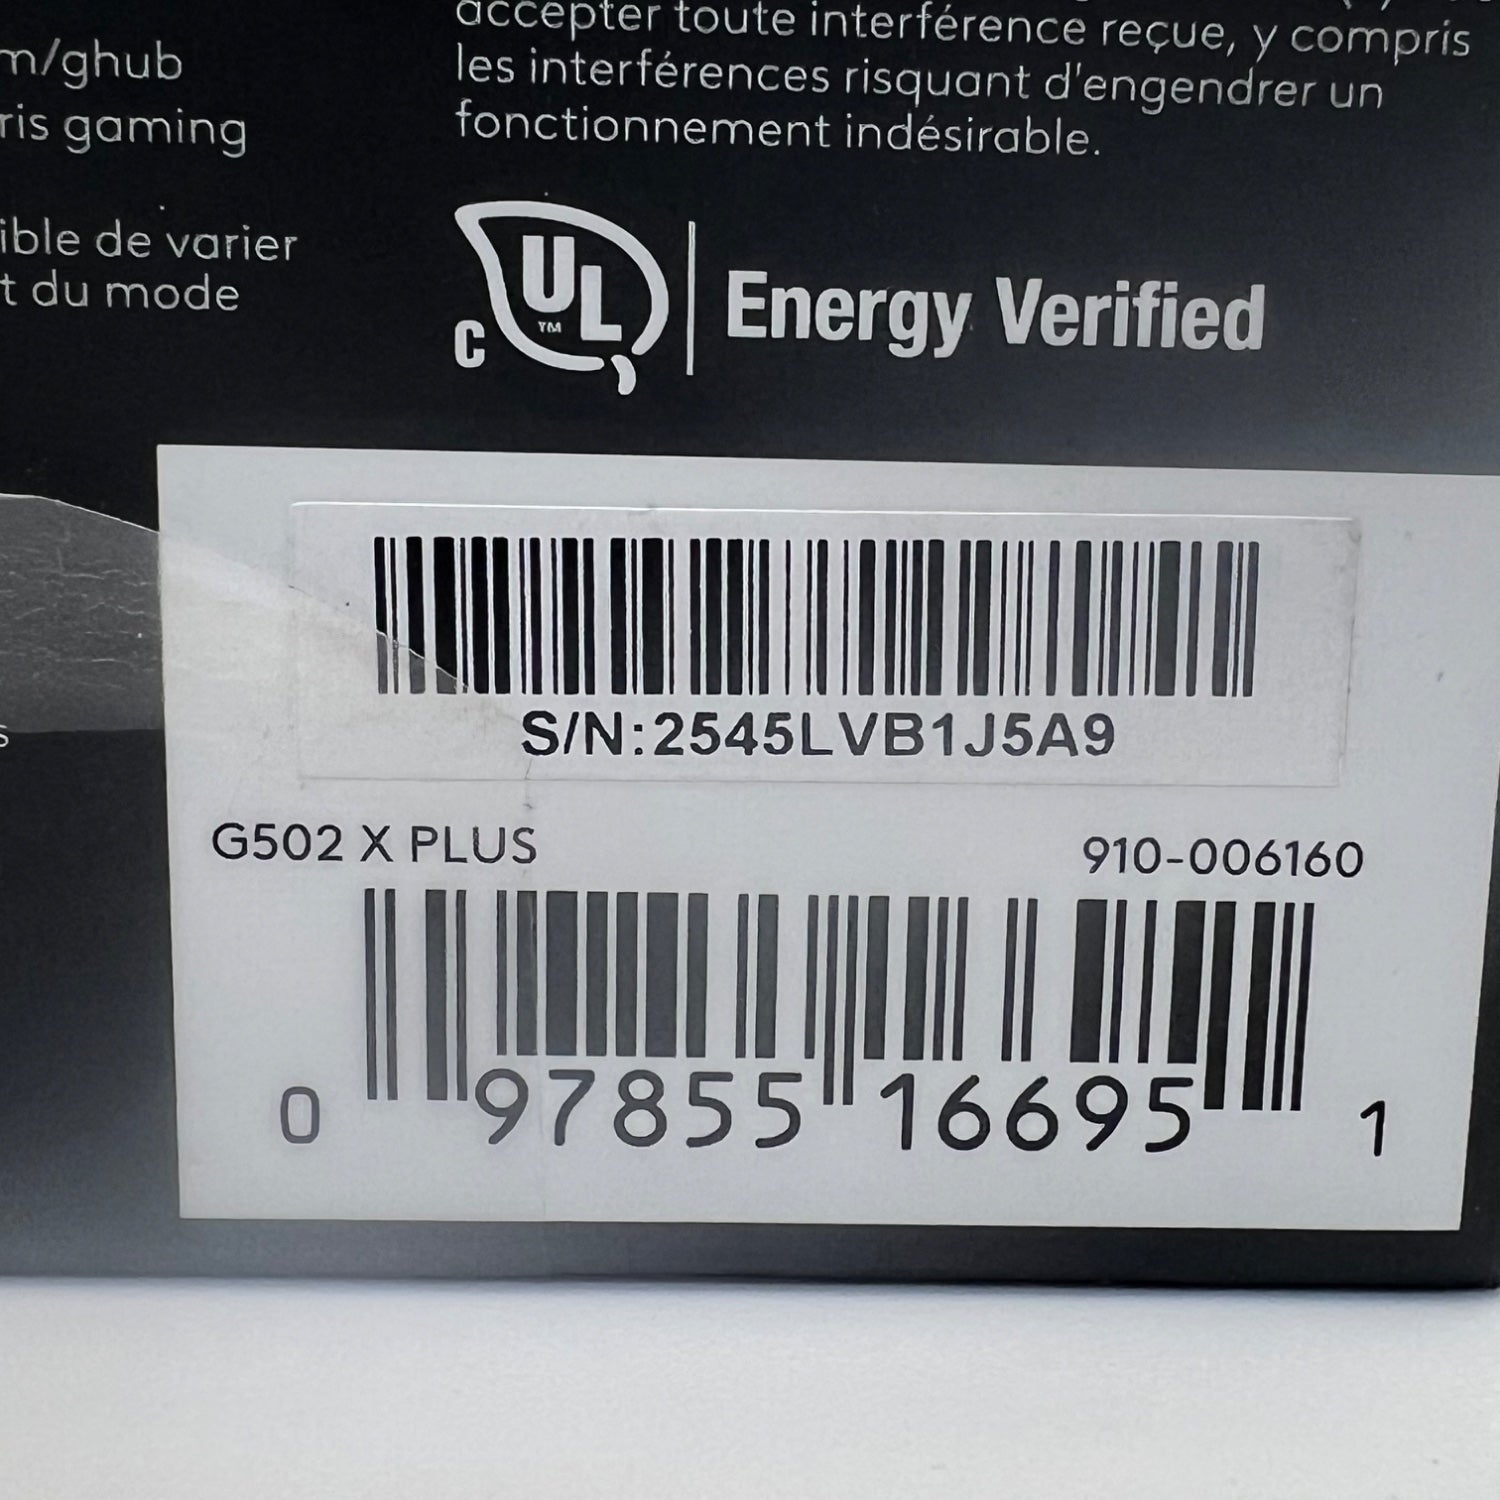 m/ghub
ris gaming
ible de varier
t du mode
accepter toute interférence reçue, y compris
les interférences risquant d'engendrer un
fonctionnement indésirable.
C UL TM Energy Verified
S/N:2545LVB1J5A9
G502 X PLUS 910-006160
0 97855 16695 1